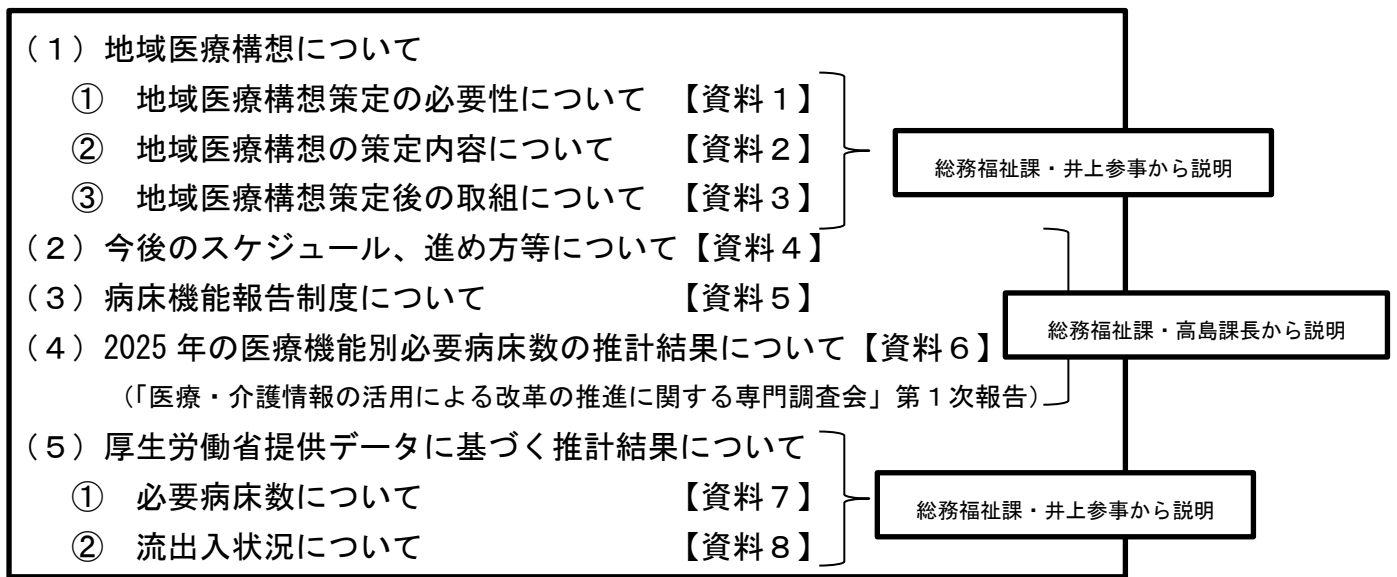 （１）地域医療構想について
①　地域医療構想策定の必要性について　【資料１】
②　地域医療構想の策定内容について　　【資料２】
③　地域医療構想策定後の取組について　【資料３】
総務福祉課・井上参事から説明
（２）今後のスケジュール、進め方等について【資料４】
（３）病床機能報告制度について　　　　【資料５】
（４）2025年の医療機能別必要病床数の推計結果について【資料６】
（「医療・介護情報の活用による改革の推進に関する専門調査会」第１次報告）
総務福祉課・高島課長から説明
（５）厚生労働省提供データに基づく推計結果について
①　必要病床数について　　　　　【資料７】
②　流出入状況について　　　　　【資料８】
総務福祉課・井上参事から説明